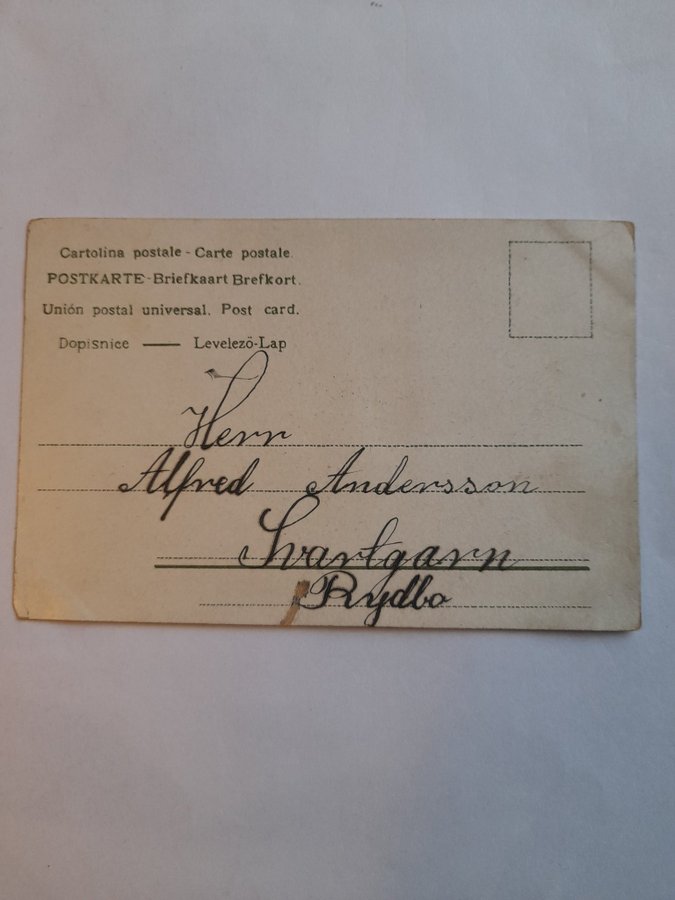 Cartolina postale - Carte postale.
POSTKARTE - Briefkaart Brefkort.
Unión postal universal. Post card.
Dopisnice — Levelezö-Lap
Herr
Alfred Andersson
Svartgarn
Rydbo